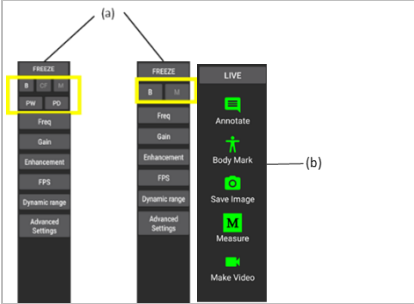 (a)
FREEZE
B CF M
PW PD
Freq
Gain
Enhancement
FPS
Dynamic range
Advanced
Settings
FREEZE
B M
Freq
Gain
Enhancement
FPS
Dynamic range
Advanced
Settings
LIVE
Annotate
Body Mark
Save Image
M
Measure
Make Video
(b)